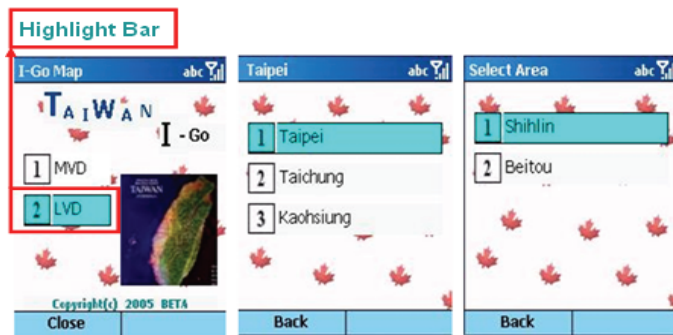 Highlight Bar
I-Go Map abc
TAIWAN
I - Go
1 MVD
2 LVD
TAIWAN
Copyright(c) 2005 BETA
Close
Taipei abc
1 Taipei
2 Taichung
3 Kaohsiung
Back
Select Area abc
1 Shihlin
2 Beitou
Back